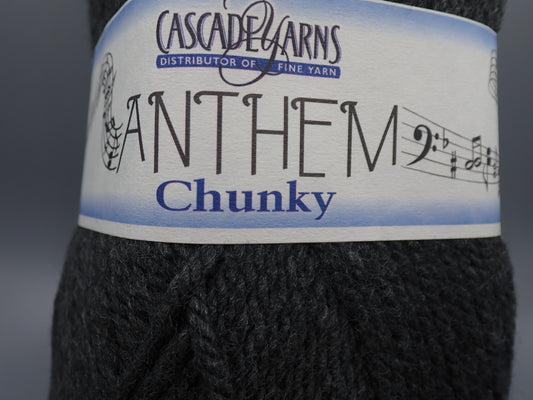 CASCADE YARNS
DISTRIBUTOR OF FINE YARN
ANTHEM
Chunky